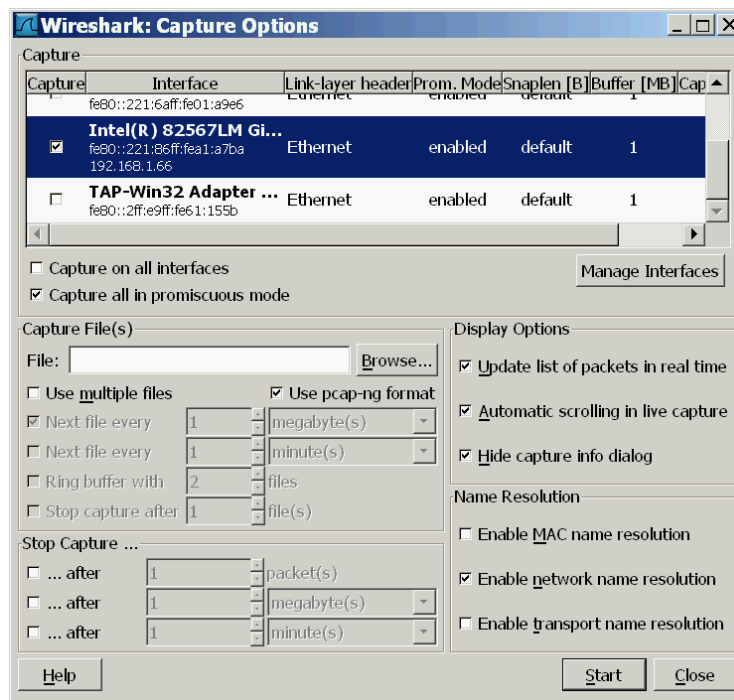 Wireshark: Capture Options
Capture
Capture Interface Link-layer header Prom. Mode Snaplen [B] Buffer [MB] Cap
fe80::221:6aff:fe01:a9e6 Ethernet enabled default
Intel(R) 82567LM Gi...
fe80::221:86ff:fea1:a7ba Ethernet enabled default 1
192.168.1.66
TAP-Win32 Adapter ...
fe80::2ff:e9ff:fe61:155b Ethernet enabled default 1
Capture on all interfaces
Manage Interfaces
Capture all in promiscuous mode
Capture File(s)
File: Browse...
Use multiple files Use pcap-ng format
Next file every 1 megabyte(s)
Next file every 1 minute(s)
Ring buffer with 2 files
Stop capture after 1 file(s)
Stop Capture ...
... after 1 packet(s)
... after 1 megabyte(s)
... after 1 minute(s)
Display Options
Update list of packets in real time
Automatic scrolling in live capture
Hide capture info dialog
Name Resolution
Enable MAC name resolution
Enable network name resolution
Enable transport name resolution
Help Start Close